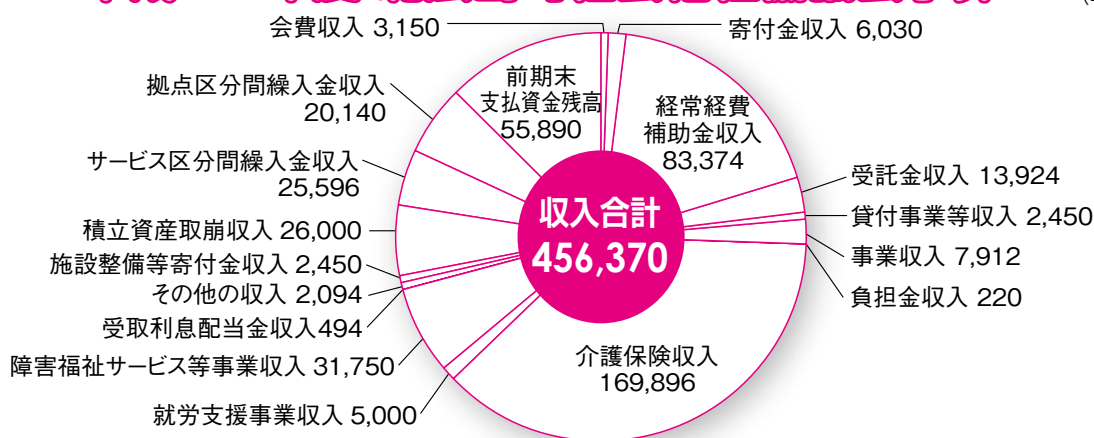 会費収入 3,150
寄付金収入 6,030
経常経費
補助金収入
83,374
受託金収入 13,924
貸付事業等収入 2,450
事業収入 7,912
負担金収入 220
介護保険収入
169,896
就労支援事業収入 5,000
障害福祉サービス等事業収入 31,750
受取利息配当金収入494
その他の収入 2,094
施設整備等寄付金収入 2,450
積立資産取崩収入 26,000
サービス区分間繰入金収入
25,596
拠点区分間繰入金収入
20,140
前期末
支払資金残高
55,890
収入合計
456,370